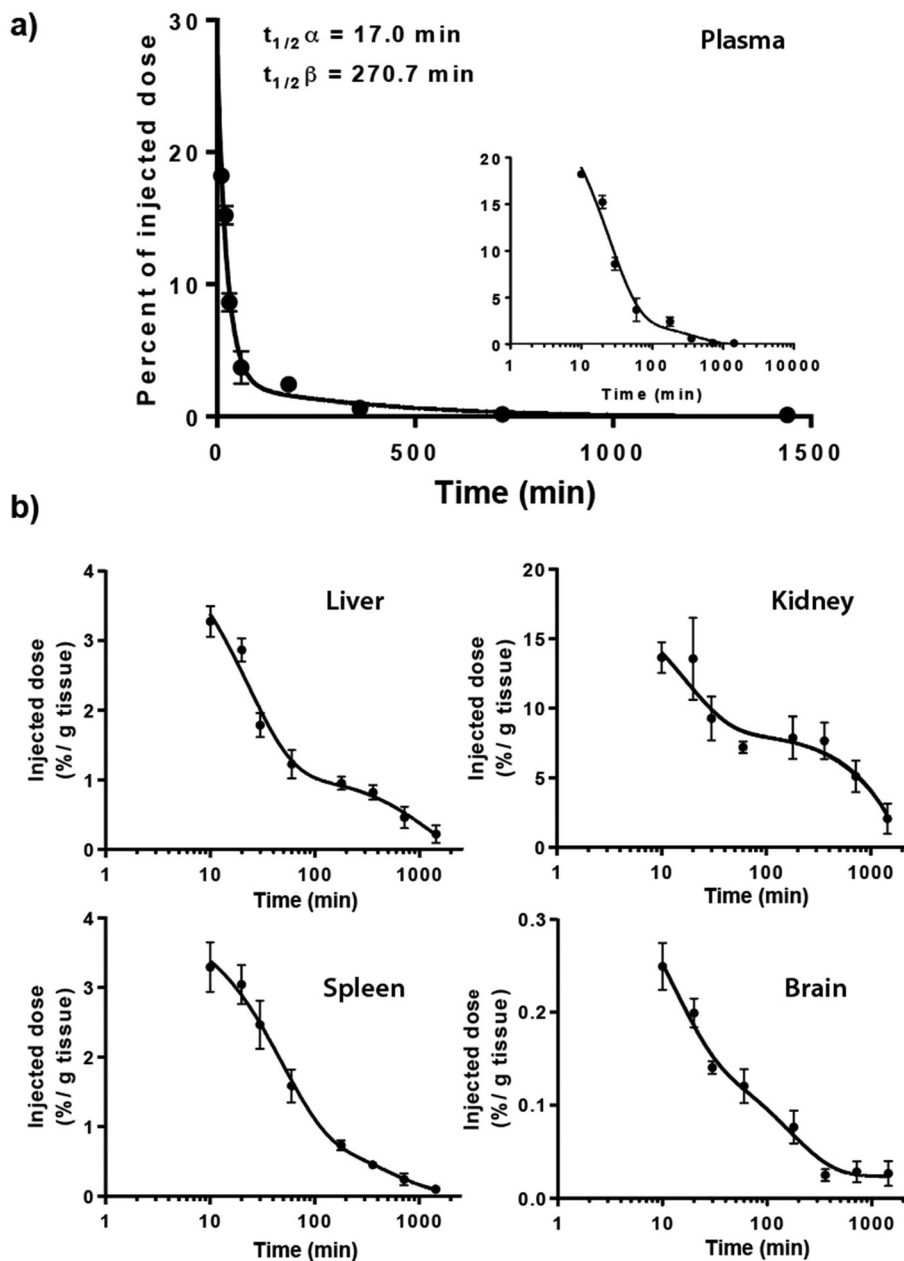 a)
t1/2 α = 17.0 min
t1/2 β = 270.7 min
Plasma
Percent of injected dose
30
20
10
0
0 500 1000 1500
Time (min)
20
15
10
5
0
1 10 100 1000 10000
Time (min)
b)
Liver
Injected dose
(%/ g tissue)
4
3
2
1
0
1 10 100 1000
Time (min)
Kidney
Injected dose
(%/ g tissue)
20
15
10
5
0
1 10 100 1000
Time (min)
Spleen
Injected dose
(%/ g tissue)
4
3
2
1
0
1 10 100 1000
Time (min)
Brain
Injected dose
(%/ g tissue)
0.3
0.2
0.1
0.0
1 10 100 1000
Time (min)